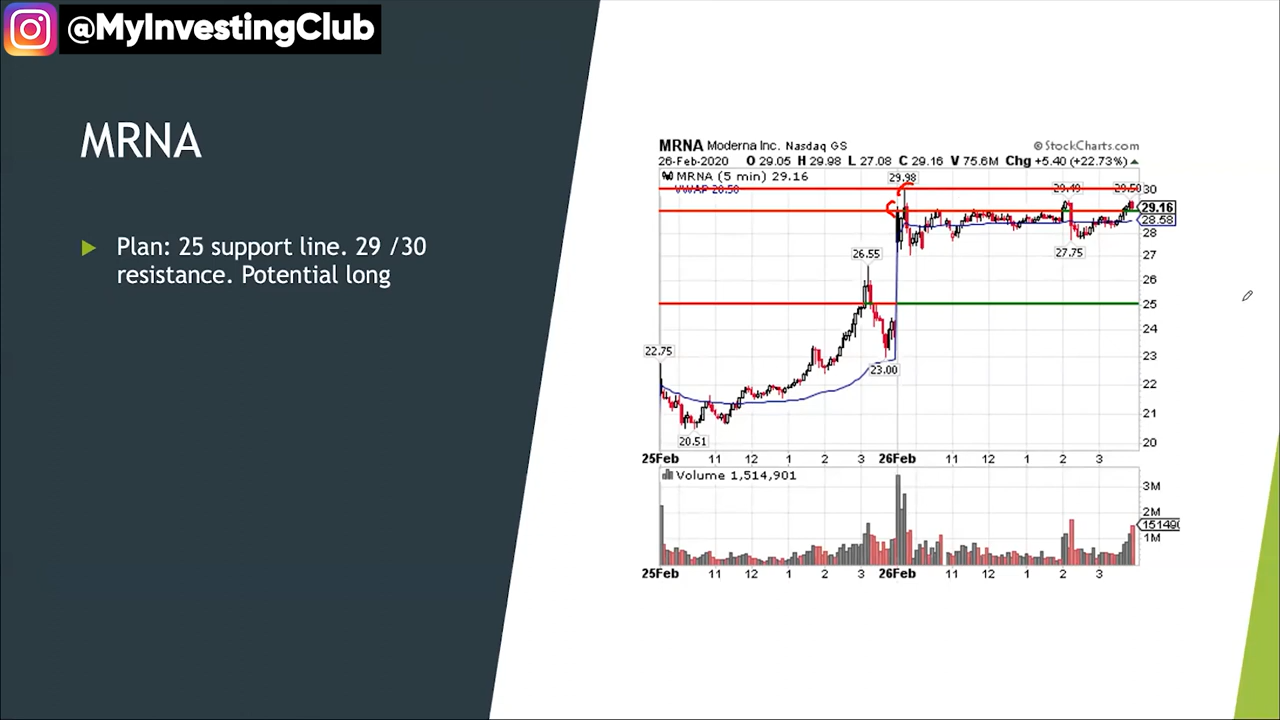 @MyInvestingClub
MRNA
Plan: 25 support line. 29 /30
resistance. Potential long
MRNA Moderna Inc. Nasdaq GS
©StockCharts.com
26-Feb-2020 O 29.05 H 29.98 L 27.08 C 29.16 V 75.6M Chg +5.40 (+22.73%)
MRNA (5 min) 29.16
VWAP
29.98
29.49
29.50
30
29.16
28.58
28
27.75
27
26.55
26
25
24
23.00
23
22.75
22
21
20.51
20
25Feb 11 12 1 2 3 26Feb 11 12 1 2 3
Volume 1,514,901
3M
2M
1M
25Feb 11 12 1 2 3 26Feb 11 12 1 2 3